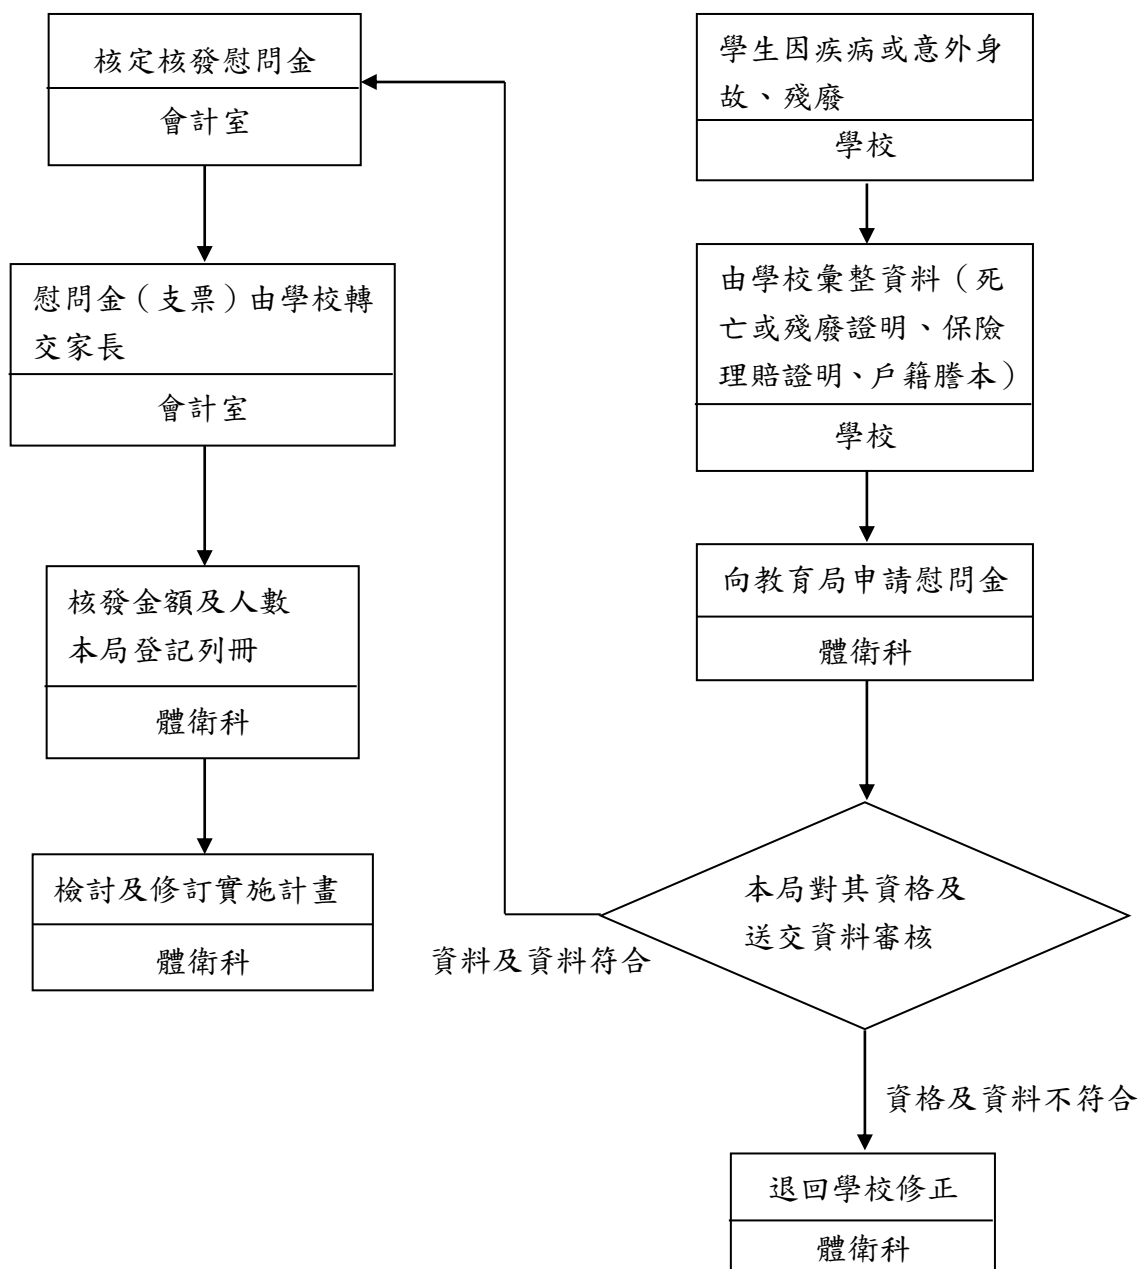 學生因疾病或意外身
故、殘廢
學校
由學校彙整資料（死
亡或殘廢證明、保險
理賠證明、戶籍謄本）
學校
向教育局申請慰問金
體衛科
本局對其資格及
送交資料審核
資格及資料不符合
退回學校修正
體衛科
資料及資料符合
核定核發慰問金
會計室
慰問金（支票）由學校轉
交家長
會計室
核發金額及人數
本局登記列冊
體衛科
檢討及修訂實施計畫
體衛科